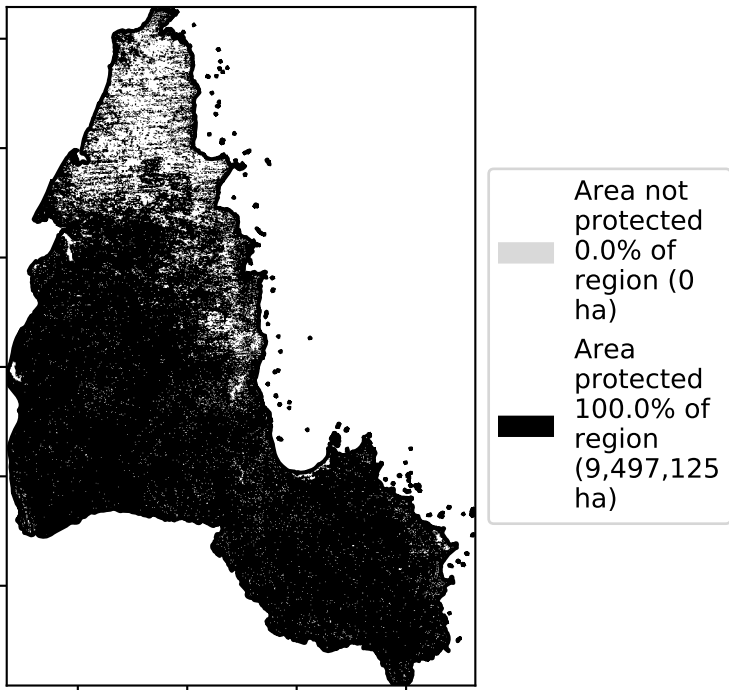 Area not
protected
0.0% of
region (0
ha)
Area
protected
100.0% of
region
(9,497,125
ha)